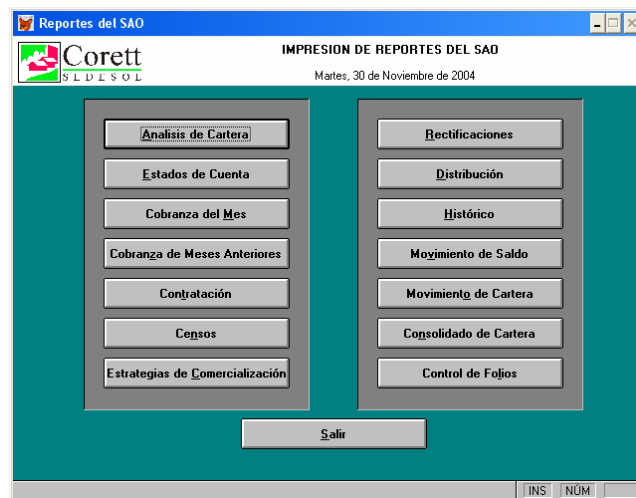 Reportes del SAO
Corett
SEDESOL
IMPRESION DE REPORTES DEL SAO
Martes, 30 de Noviembre de 2004
Analisis de Cartera
Estados de Cuenta
Cobranza del Mes
Cobranza de Meses Anteriores
Contratación
Censos
Estrategias de Comercialización
Rectificaciones
Distribución
Histórico
Movimiento de Saldo
Movimiento de Cartera
Consolidado de Cartera
Control de Folios
Salir
INS NÚM